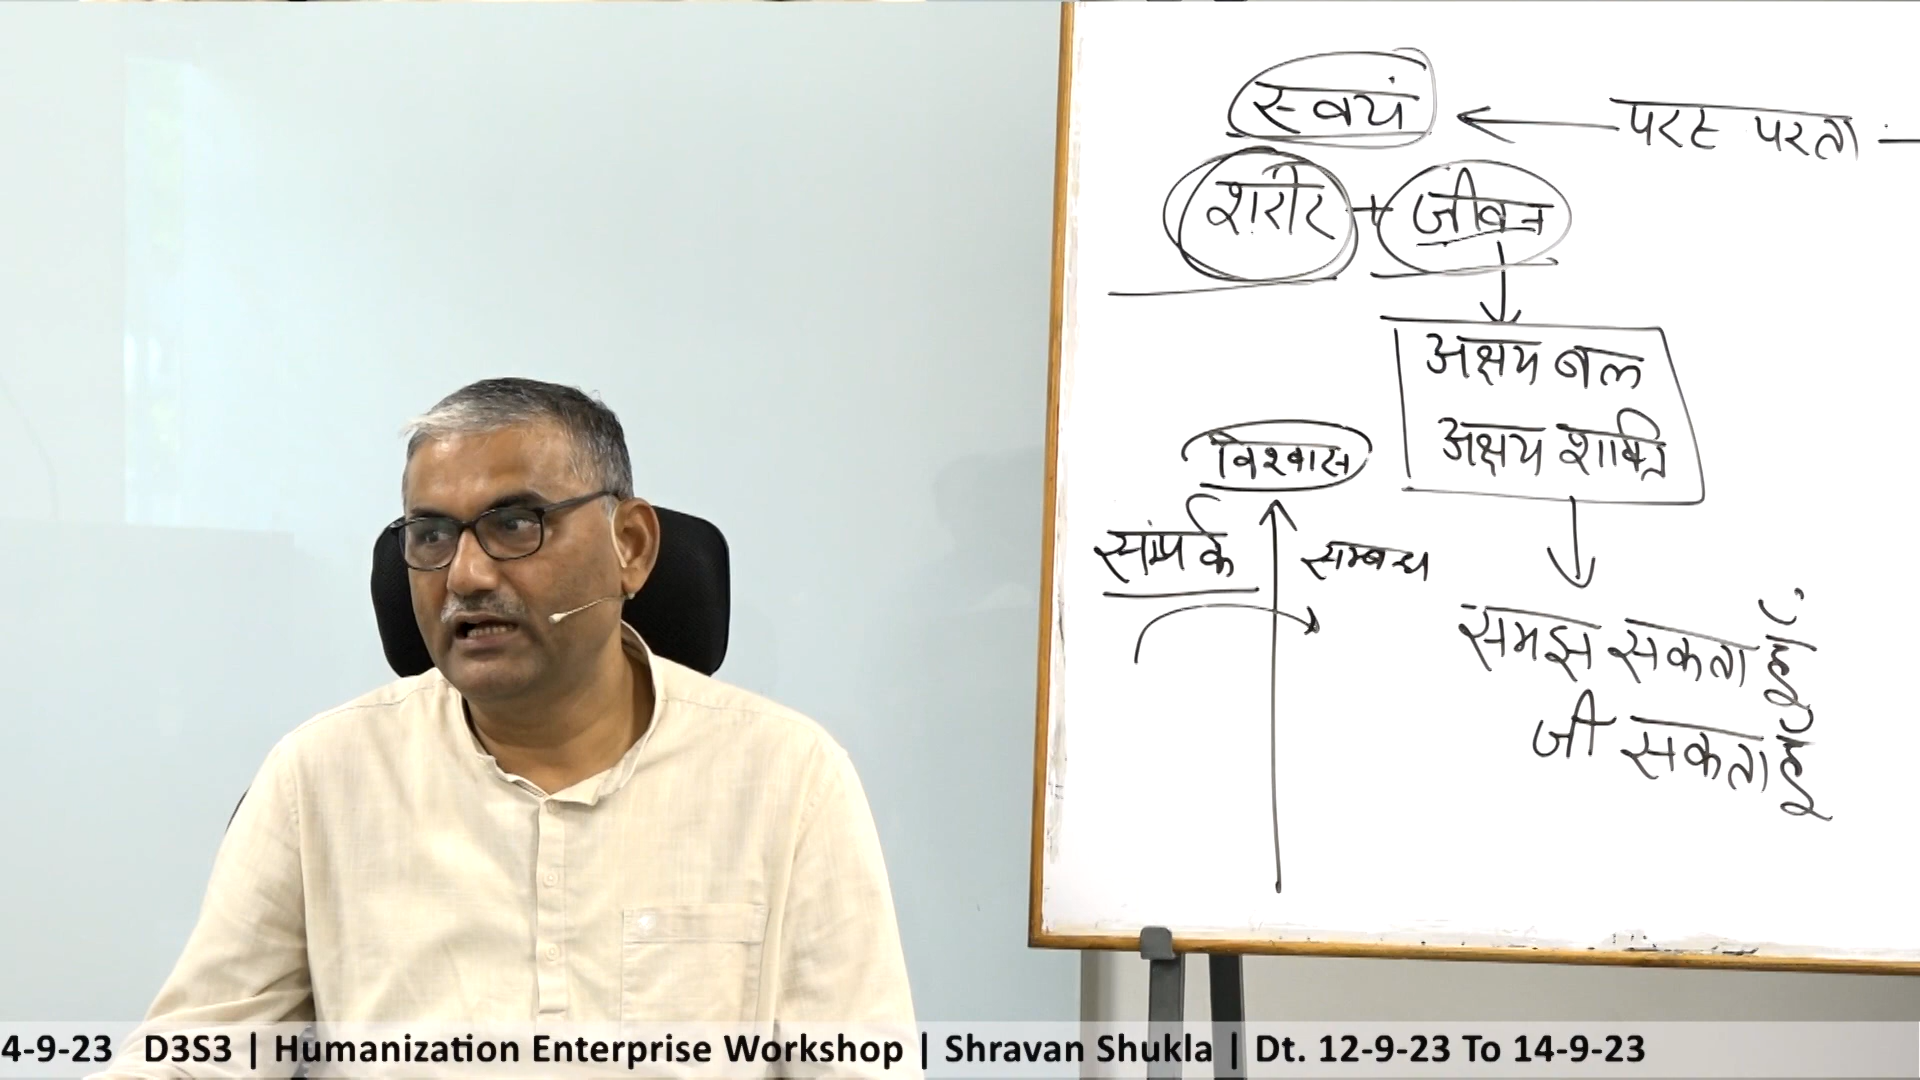 स्वयं ← परस्परता —
शरीर + जीवन
अक्षय बल
अक्षय शक्ति
विश्वास
सम्पर्क सम्बन्ध
समझ सकता हूँ
जी सकता हूँ
4-9-23 D3S3 | Humanization Enterprise Workshop | Shravan Shukla | Dt. 12-9-23 To 14-9-23